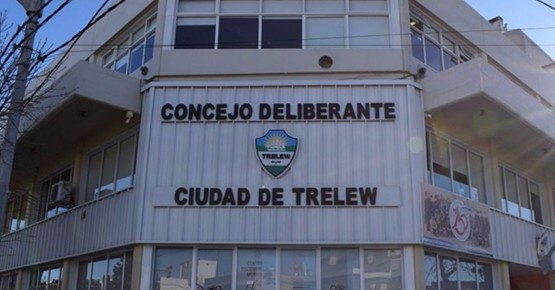 CONCEJO DELIBERANTE
TRELEW
CIUDAD DE TRELEW